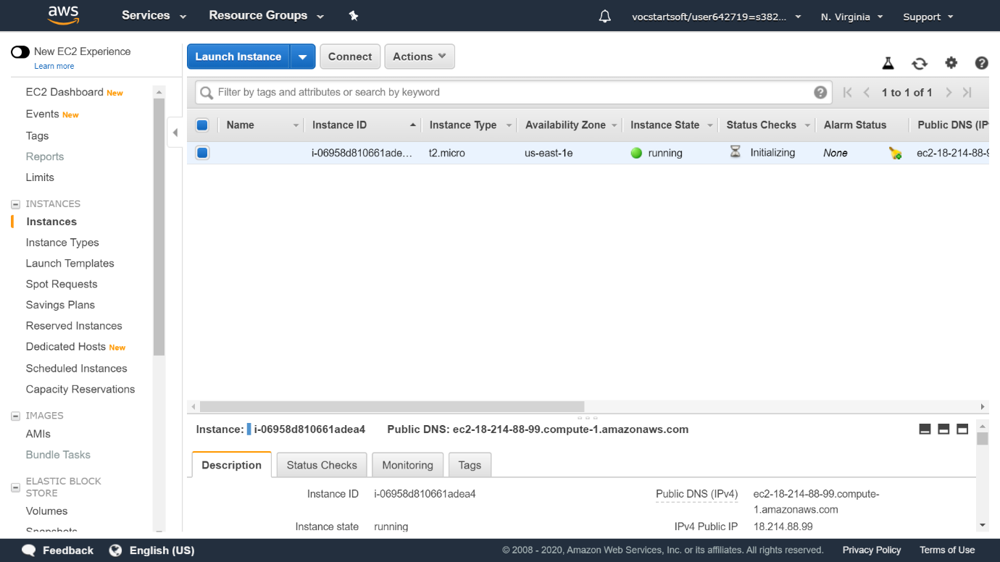 aws
Services
Resource Groups
vocstartsoft/user642719=s382...
N. Virginia
Support
New EC2 Experience
Learn more
EC2 Dashboard New
Events New
Tags
Reports
Limits
INSTANCES
Instances
Instance Types
Launch Templates
Spot Requests
Savings Plans
Reserved Instances
Dedicated Hosts New
Scheduled Instances
Capacity Reservations
IMAGES
AMIs
Bundle Tasks
ELASTIC BLOCK
STORE
Volumes
Snapshots
Launch Instance
Connect
Actions
Filter by tags and attributes or search by keyword
1 to 1 of 1
Name
Instance ID
Instance Type
Availability Zone
Instance State
Status Checks
Alarm Status
Public DNS (IP
i-06958d810661ade...
t2.micro
us-east-1e
running
Initializing
None
ec2-18-214-88-9
Instance: i-06958d810661adea4
Public DNS: ec2-18-214-88-99.compute-1.amazonaws.com
Description
Status Checks
Monitoring
Tags
Instance ID
i-06958d810661adea4
Public DNS (IPv4)
ec2-18-214-88-99.compute-
1.amazonaws.com
Instance state
running
IPv4 Public IP
18.214.88.99
Feedback
English (US)
© 2008 - 2020, Amazon Web Services, Inc. or its affiliates. All rights reserved.
Privacy Policy
Terms of Use